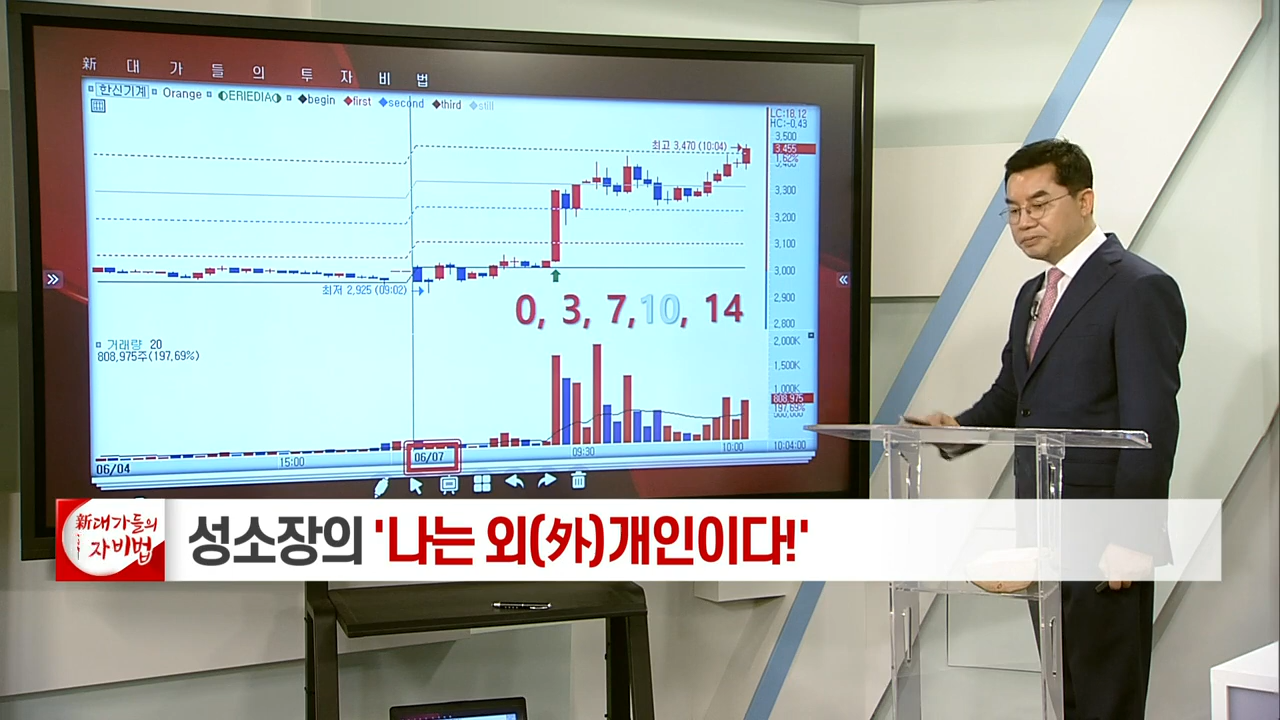 新 대 가 들 의 투 자 비 법
한신기계 Orange ERIEDIA begin first second third still
LC:18.12
HC:-0.43
최고 3,470 (10:04)
3,500
3,455
1.62%
3,400
3,300
3,200
3,100
3,000
최저 2,925 (09:02)
2,900
0, 3, 7, 10, 14
2,800
거래량 20
808,975주(197.69%)
2,000K
1,500K
1,000K
808,975
197.69%
500,000
06/04 15:00 06/07 09:30 10:00 10:04:00
新대가들의
자비법
성소장의 '나는 외(外)개인이다!'